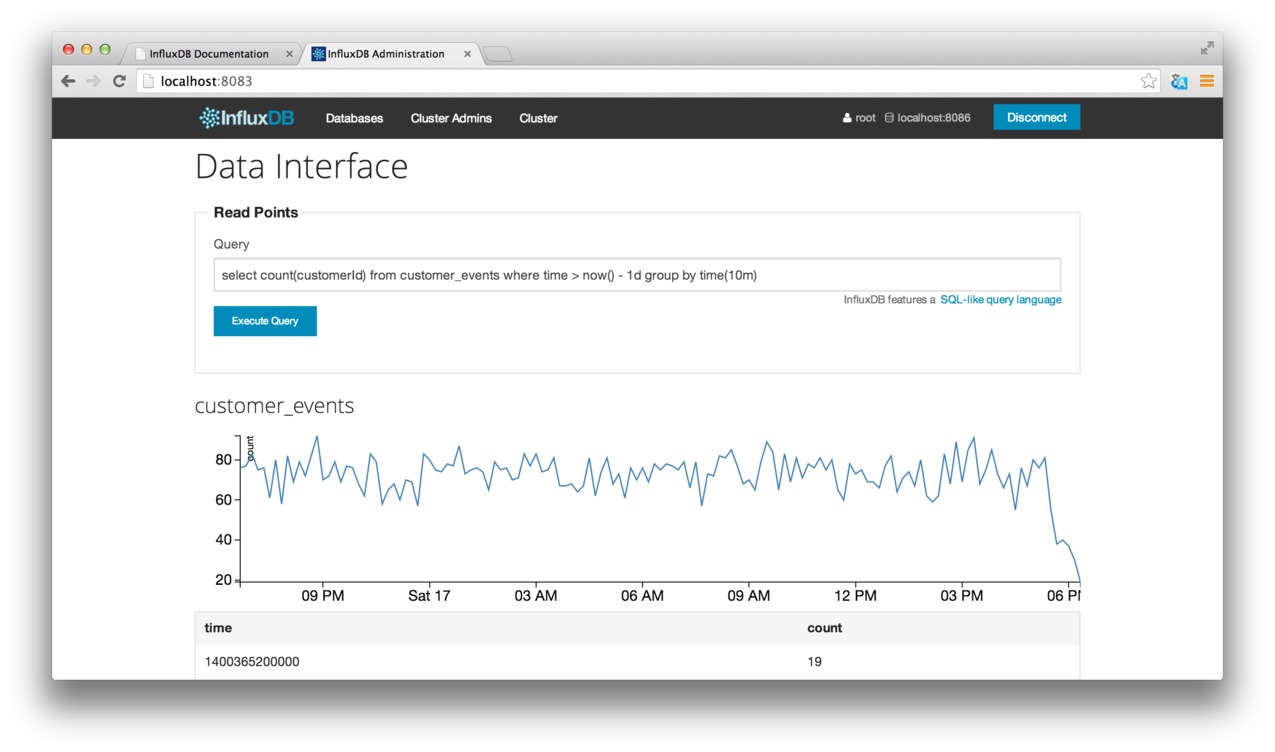 InfluxDB Documentation × InfluxDB Administration ×
localhost:8083
InfluxDB Databases Cluster Admins Cluster root localhost:8086 Disconnect
Data Interface
Read Points
Query
select count(customerId) from customer_events where time > now() - 1d group by time(10m)
InfluxDB features a SQL-like query language
Execute Query
customer_events
count
80
60
40
20
09 PM Sat 17 03 AM 06 AM 09 AM 12 PM 03 PM 06 PM
time count
1400365200000 19